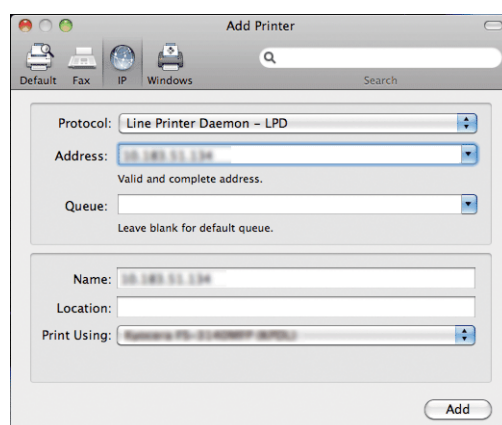 Add Printer
Default Fax IP Windows Search
Protocol: Line Printer Daemon – LPD
Address:
Valid and complete address.
Queue:
Leave blank for default queue.
Name:
Location:
Print Using:
Add